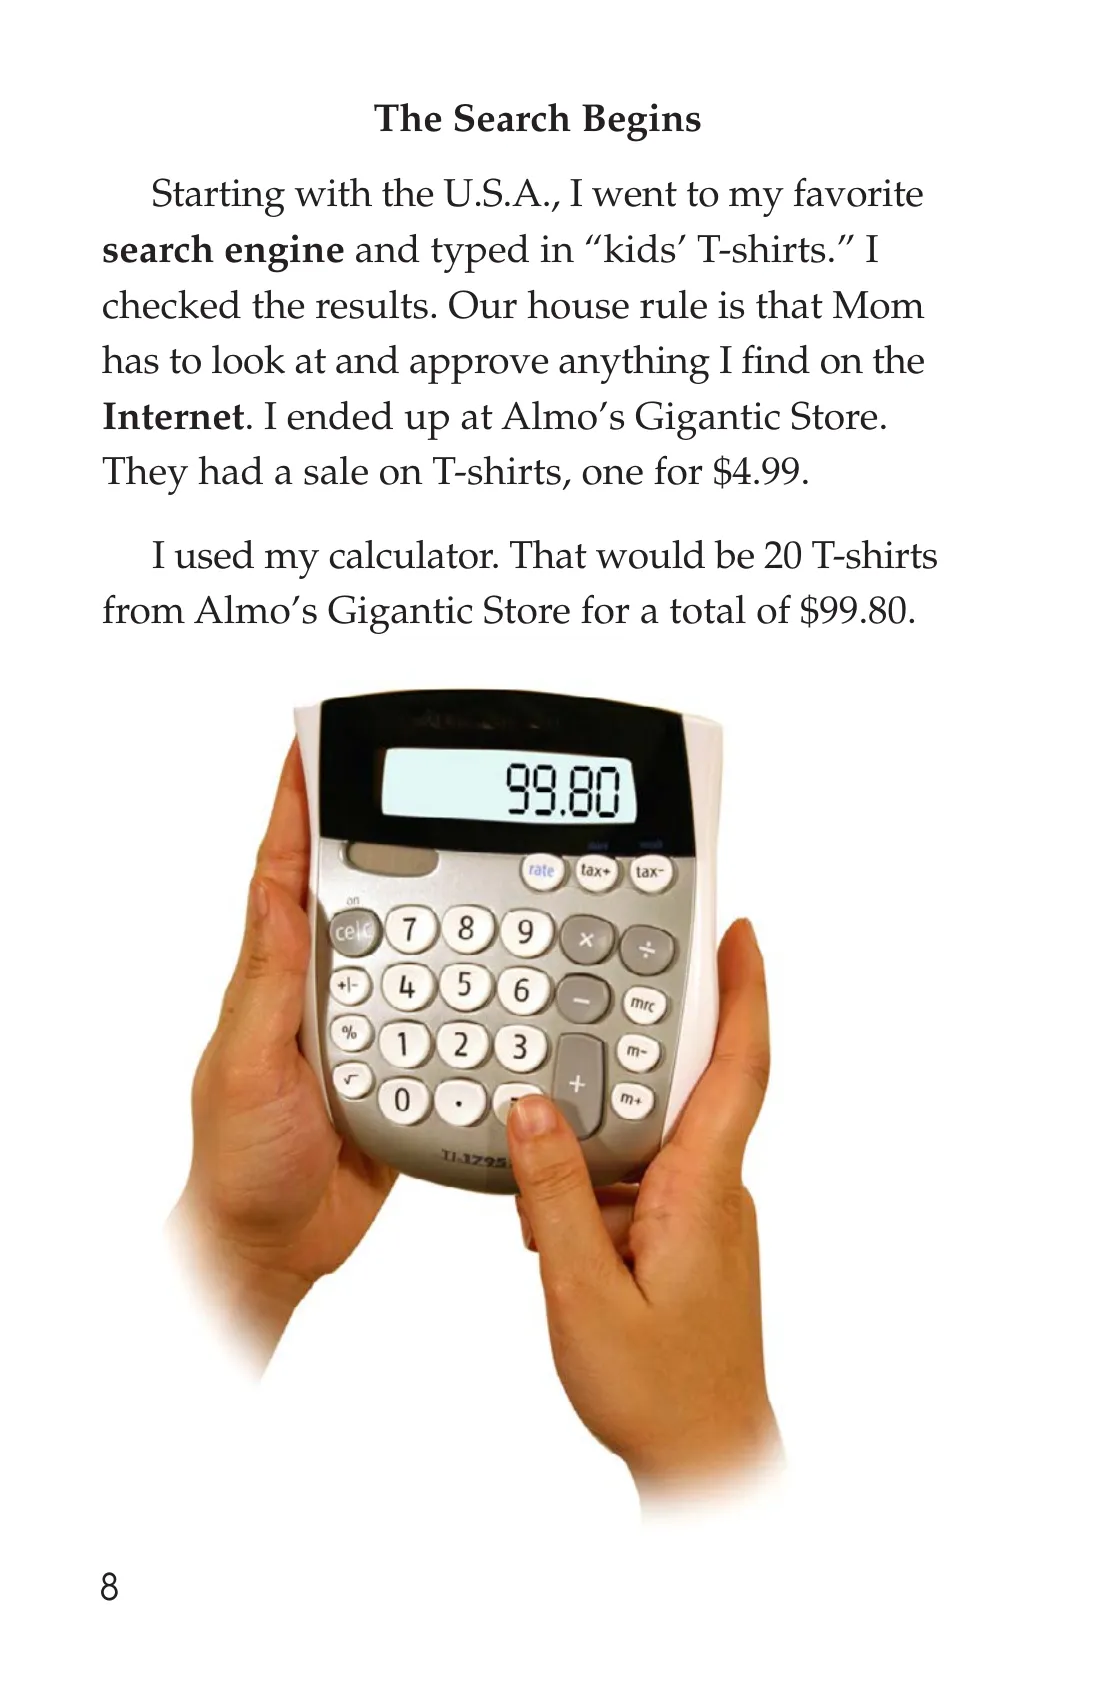 The Search Begins
Starting with the U.S.A., I went to my favorite
search engine and typed in “kids’ T-shirts.” I
checked the results. Our house rule is that Mom
has to look at and approve anything I find on the
Internet. I ended up at Almo’s Gigantic Store.
They had a sale on T-shirts, one for $4.99.
I used my calculator. That would be 20 T-shirts
from Almo’s Gigantic Store for a total of $99.80.
99.80
rate tax+ tax−
on
ce|c 7 8 9 × ÷
+|− 4 5 6 − mrc
% 1 2 3 m−
√ 0 . + m+
8